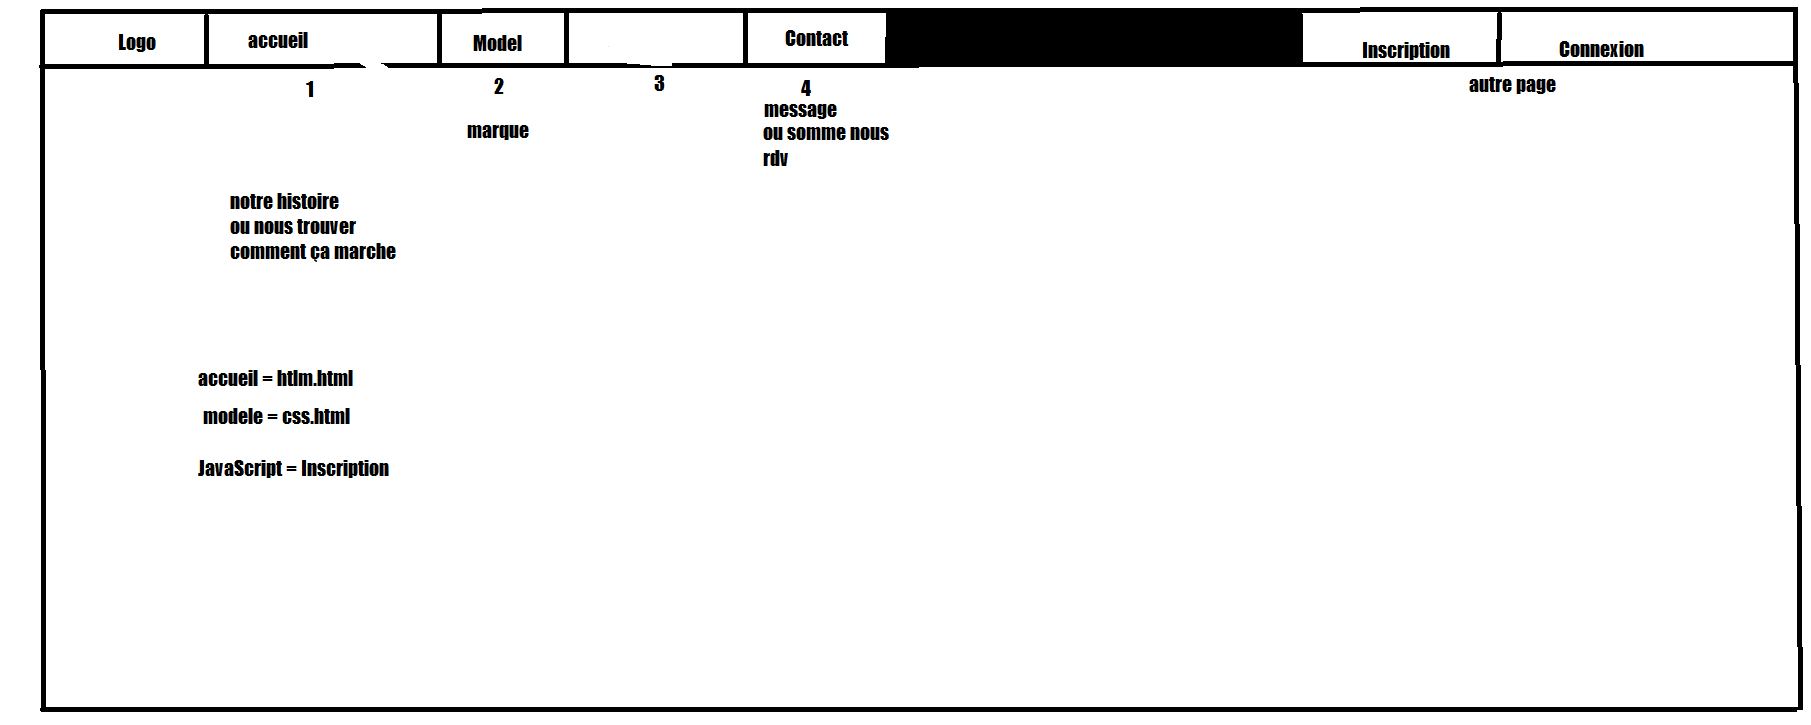 Logo
accueil
Model
Contact
Inscription
Connexion
1
2
3
4
autre page
message
ou somme nous
rdv
marque
notre histoire
ou nous trouver
comment ça marche
accueil = htlm.html
modele = css.html
JavaScript = Inscription